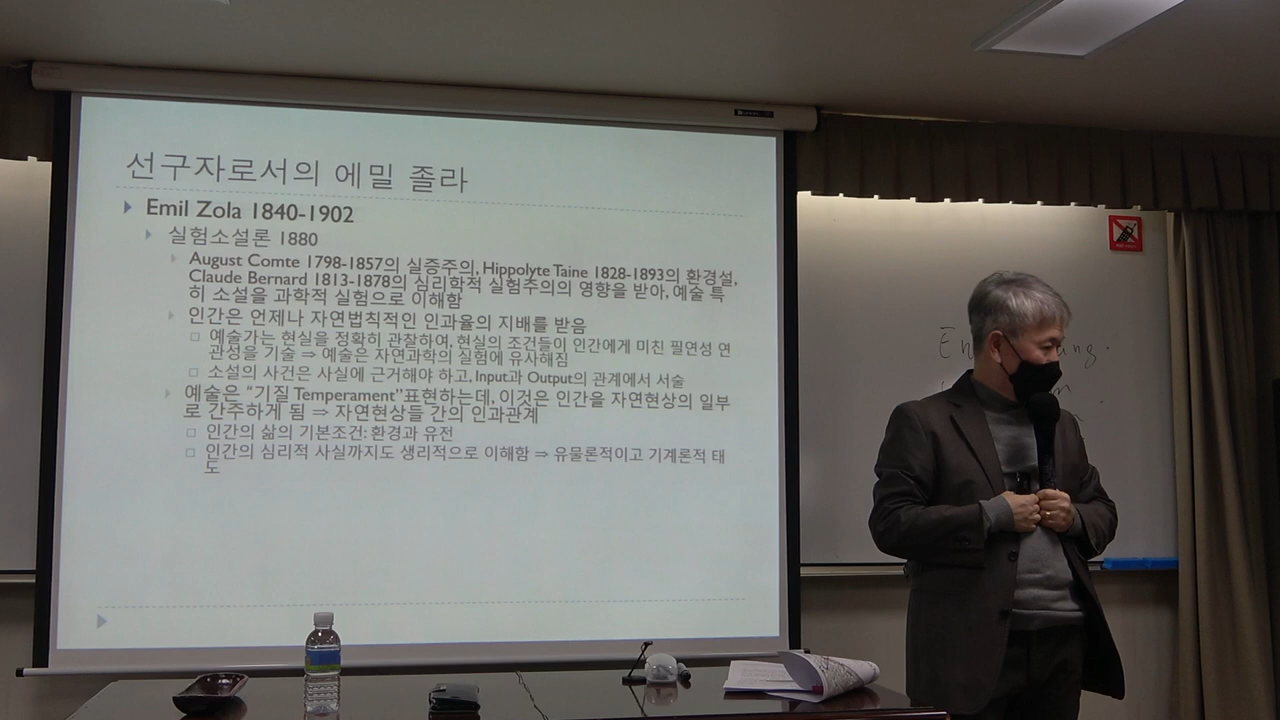 선구자로서의 에밀 졸라
Emil Zola 1840-1902
실험소설론 1880
August Comte 1798-1857의 실증주의, Hippolyte Taine 1828-1893의 환경설,
Claude Bernard 1813-1878의 심리학적 실험주의의 영향을 받아, 예술 특
히 소설을 과학적 실험으로 이해함
인간은 언제나 자연법칙적인 인과율의 지배를 받음
예술가는 현실을 정확히 관찰하여, 현실의 조건들이 인간에게 미친 필연성 연
관성을 기술 ⇒ 예술은 자연과학의 실험에 유사해짐
소설의 사건은 사실에 근거해야 하고, Input과 Output의 관계에서 서술
예술은 “기질 Temperament”표현하는데, 이것은 인간을 자연현상의 일부
로 간주하게 됨 ⇒ 자연현상들 간의 인과관계
인간의 삶의 기본조건: 환경과 유전
인간의 심리적 사실까지도 생리적으로 이해함 ⇒ 유물론적이고 기계론적 태
도